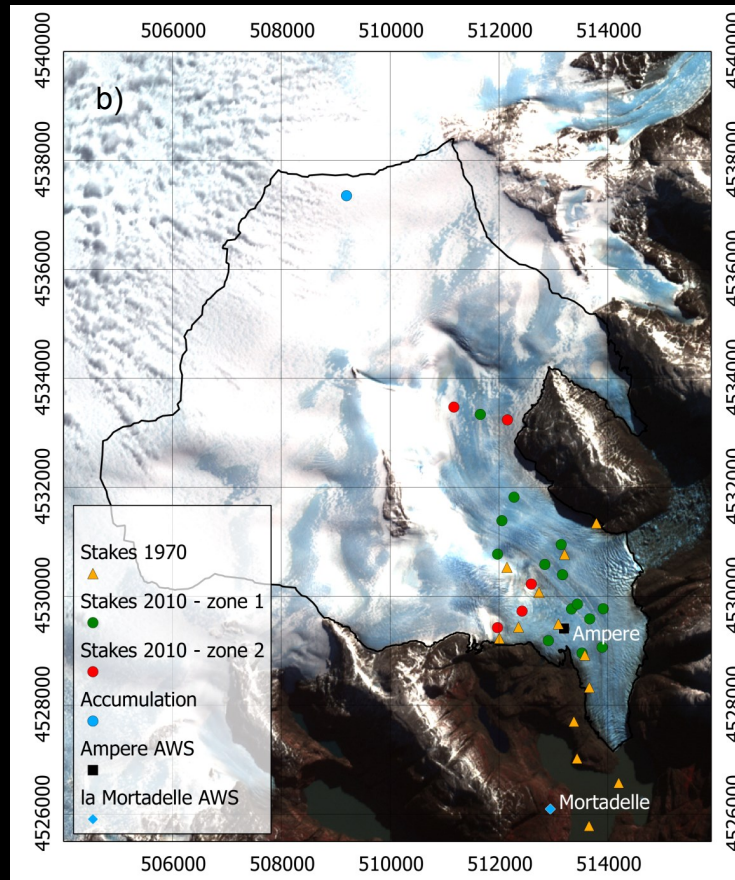 506000 508000 510000 512000 514000
4540000 4540000
b)
4538000 4538000
4536000 4536000
4534000 4534000
4532000 4532000
Stakes 1970
Stakes 2010 - zone 1
4530000 4530000
Stakes 2010 - zone 2
Ampere
Accumulation
4528000 4528000
Ampere AWS
la Mortadelle AWS
Mortadelle
4526000 4526000
506000 508000 510000 512000 514000